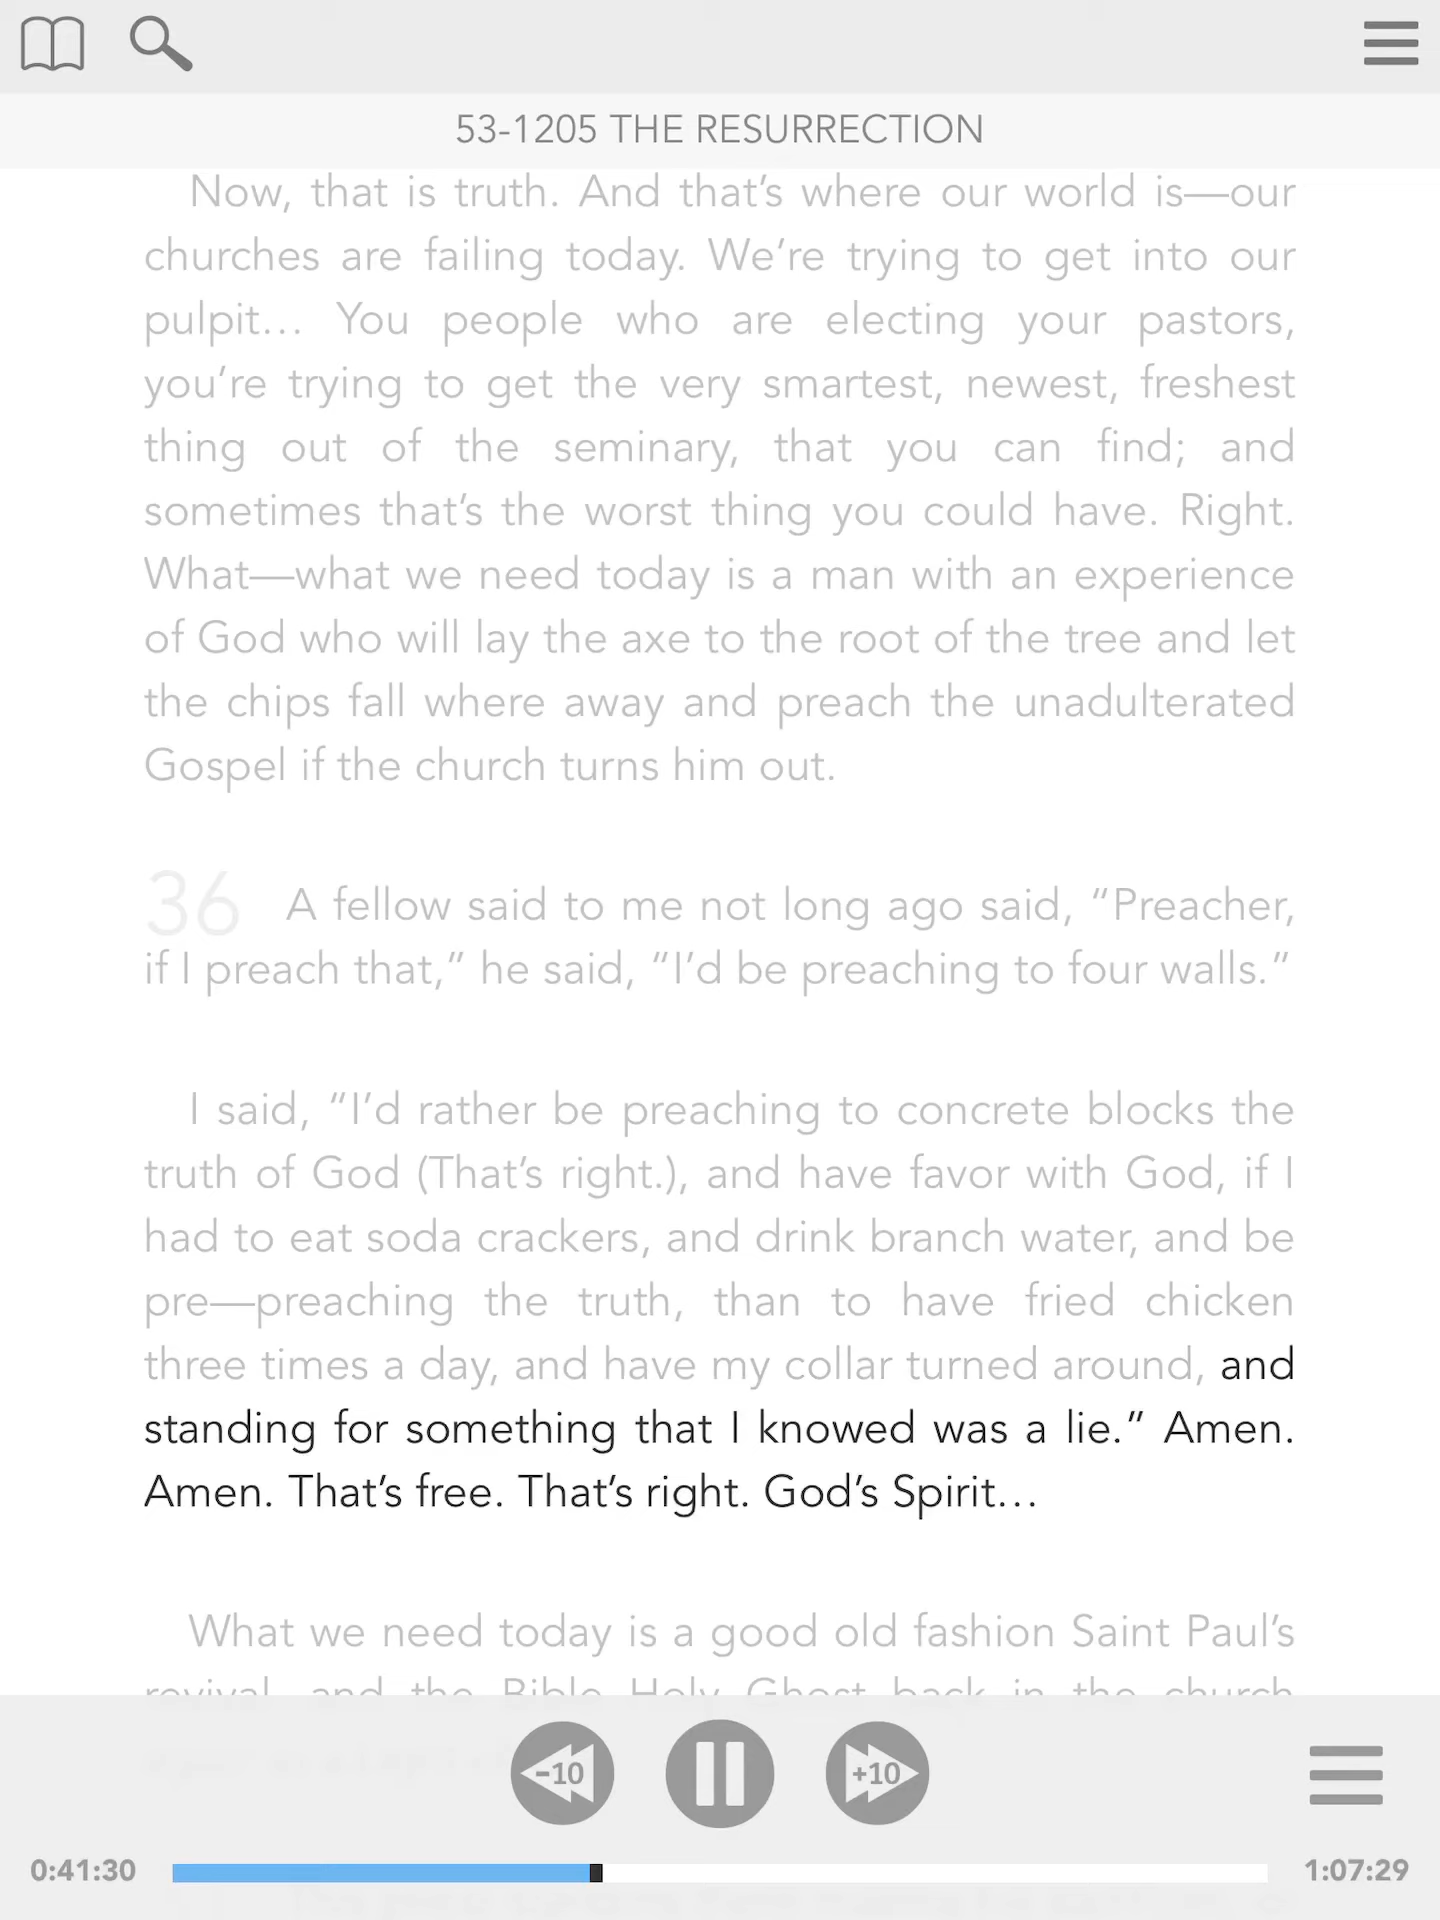 53-1205 THE RESURRECTION
Now, that is truth. And that’s where our world is—our
churches are failing today. We’re trying to get into our
pulpit… You people who are electing your pastors,
you’re trying to get the very smartest, newest, freshest
thing out of the seminary, that you can find; and
sometimes that’s the worst thing you could have. Right.
What—what we need today is a man with an experience
of God who will lay the axe to the root of the tree and let
the chips fall where away and preach the unadulterated
Gospel if the church turns him out.
36 A fellow said to me not long ago said, “Preacher,
if I preach that,” he said, “I’d be preaching to four walls.”
I said, “I’d rather be preaching to concrete blocks the
truth of God (That’s right.), and have favor with God, if I
had to eat soda crackers, and drink branch water, and be
pre—preaching the truth, than to have fried chicken
three times a day, and have my collar turned around, and
standing for something that I knowed was a lie.” Amen.
Amen. That’s free. That’s right. God’s Spirit…
What we need today is a good old fashion Saint Paul’s
revival, and the Bible Holy Ghost back in the church
-10 +10
0:41:30 1:07:29